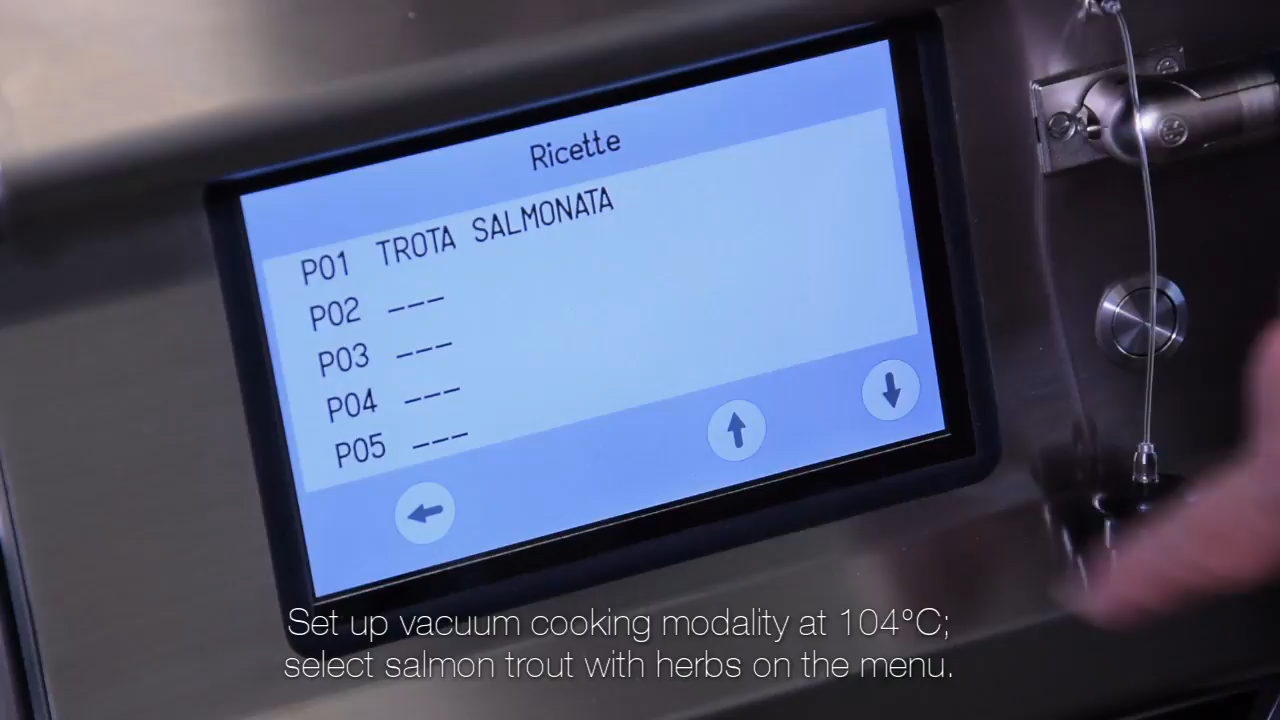 Ricette
P01 TROTA SALMONATA
P02 ---
P03 ---
P04 ---
P05 ---
Set up vacuum cooking modality at 104°C;
select salmon trout with herbs on the menu.